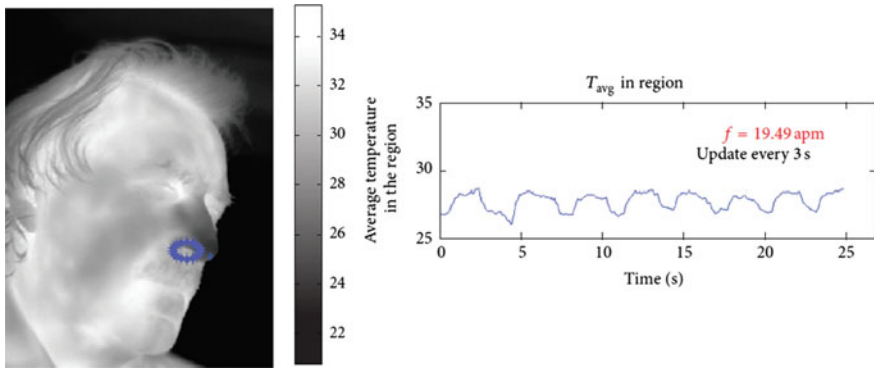 34
32
30
28
26
24
22
Average temperature
in the region
T_avg in region
35
30
25
f = 19.49 apm
Update every 3 s
0
5
10
15
20
25
Time (s)